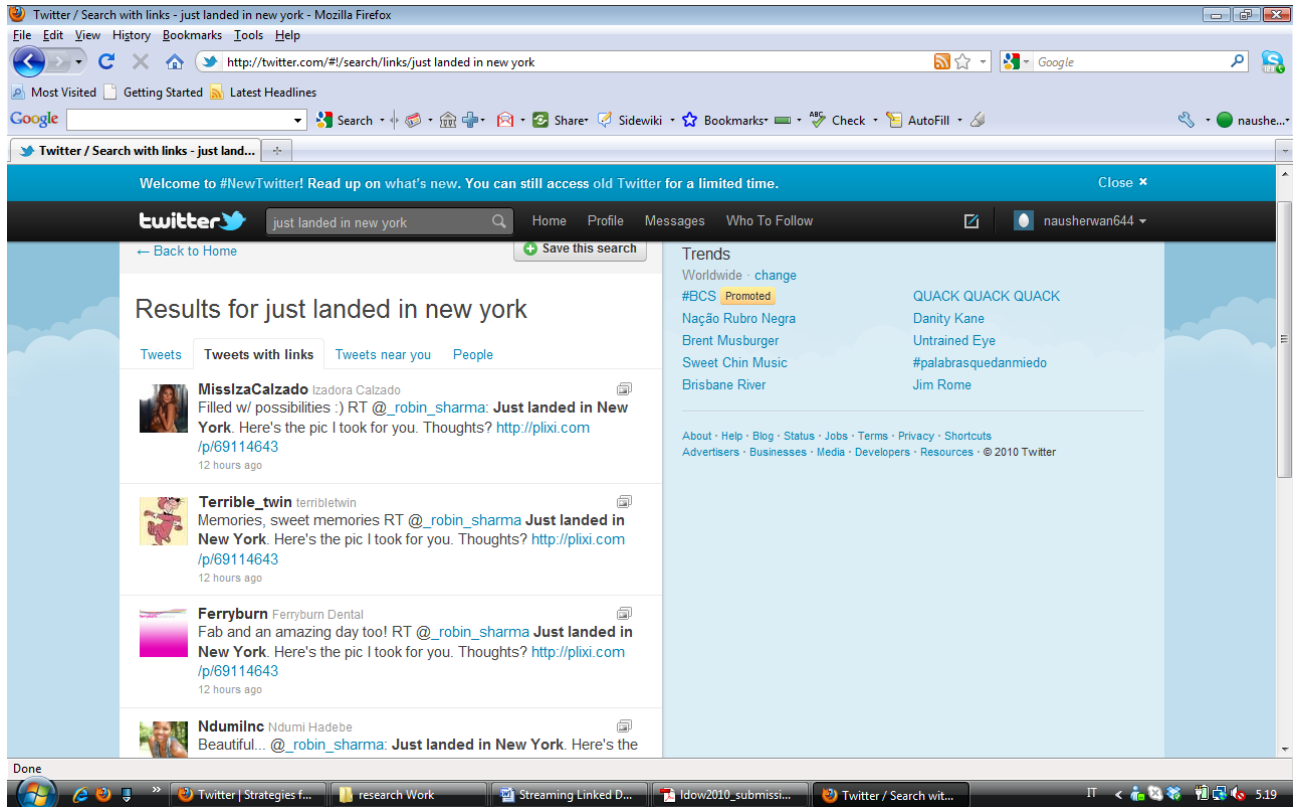 Twitter / Search with links - just landed in new york - Mozilla Firefox
File Edit View History Bookmarks Tools Help
http://twitter.com/#!/search/links/just landed in new york
Google
Most Visited Getting Started Latest Headlines
Google Search Share Sidewiki Bookmarks ABC Check AutoFill naushe...
Twitter / Search with links - just land...
Welcome to #NewTwitter! Read up on what's new. You can still access old Twitter for a limited time. Close ×
twitter just landed in new york Home Profile Messages Who To Follow nausherwan644
← Back to Home
Save this search
Results for just landed in new york
Tweets Tweets with links Tweets near you People
MissIzaCalzado Izadora Calzado
Filled w/ possibilities :) RT @_robin_sharma: Just landed in New
York. Here's the pic I took for you. Thoughts? http://plixi.com
/p/69114643
12 hours ago
Terrible_twin terribletwin
Memories, sweet memories RT @_robin_sharma Just landed in
New York. Here's the pic I took for you. Thoughts? http://plixi.com
/p/69114643
12 hours ago
Ferryburn Ferryburn Dental
Fab and an amazing day too! RT @_robin_sharma Just landed in
New York. Here's the pic I took for you. Thoughts? http://plixi.com
/p/69114643
12 hours ago
NdumiInc Ndumi Hadebe
Beautiful... @_robin_sharma: Just landed in New York. Here's the
Trends
Worldwide · change
#BCS Promoted
Nação Rubro Negra
Brent Musburger
Sweet Chin Music
Brisbane River
QUACK QUACK QUACK
Danity Kane
Untrained Eye
#palabrasquedanmiedo
Jim Rome
About · Help · Blog · Status · Jobs · Terms · Privacy · Shortcuts
Advertisers · Businesses · Media · Developers · Resources · © 2010 Twitter
Done
Twitter | Strategies f... research Work Streaming Linked D... Idow2010_submissi... Twitter / Search wit... IT 5.19